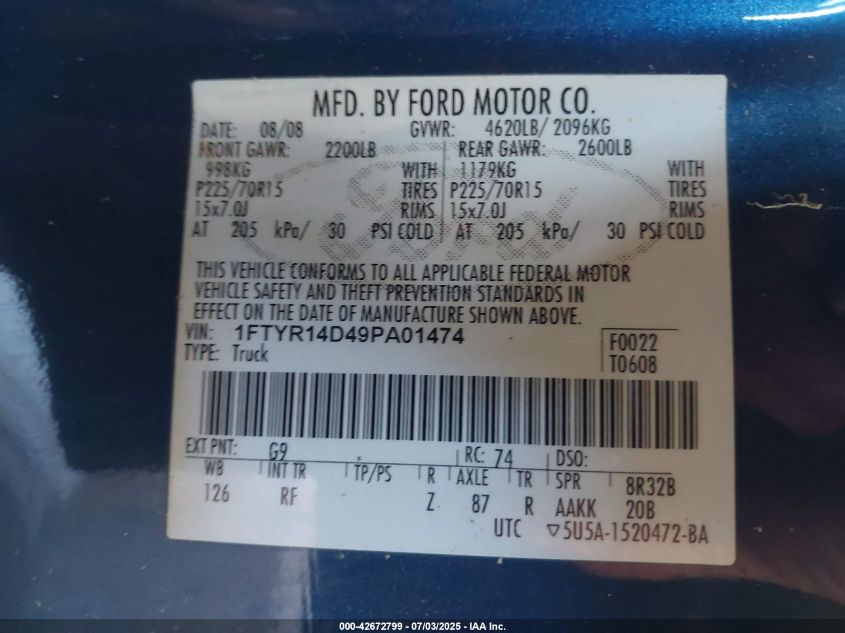 MFD. BY FORD MOTOR CO.
DATE: 08/08 GVWR: 4620LB/ 2096KG
FRONT GAWR: 2200LB REAR GAWR: 2600LB
998KG WITH 1179KG WITH
P225/70R15 TIRES P225/70R15 TIRES
15x7.0J RIMS 15x7.0J RIMS
AT 205 kPa/ 30 PSI COLD AT 205 kPa/ 30 PSI COLD
THIS VEHICLE CONFORMS TO ALL APPLICABLE FEDERAL MOTOR
VEHICLE SAFETY AND THEFT PREVENTION STANDARDS IN
EFFECT ON THE DATE OF MANUFACTURE SHOWN ABOVE.
VIN: 1FTYR14D49PA01474 F0022
TYPE: Truck T0608
EXT PNT: G9 RC: 74 DSO:
WB INT TR TP/PS R AXLE TR SPR 8R32B
126 RF Z 87 R AAKK 20B
UTC ▽5U5A-1520472-BA
Ford
000-42672799 - 07/03/2025 - IAA Inc.